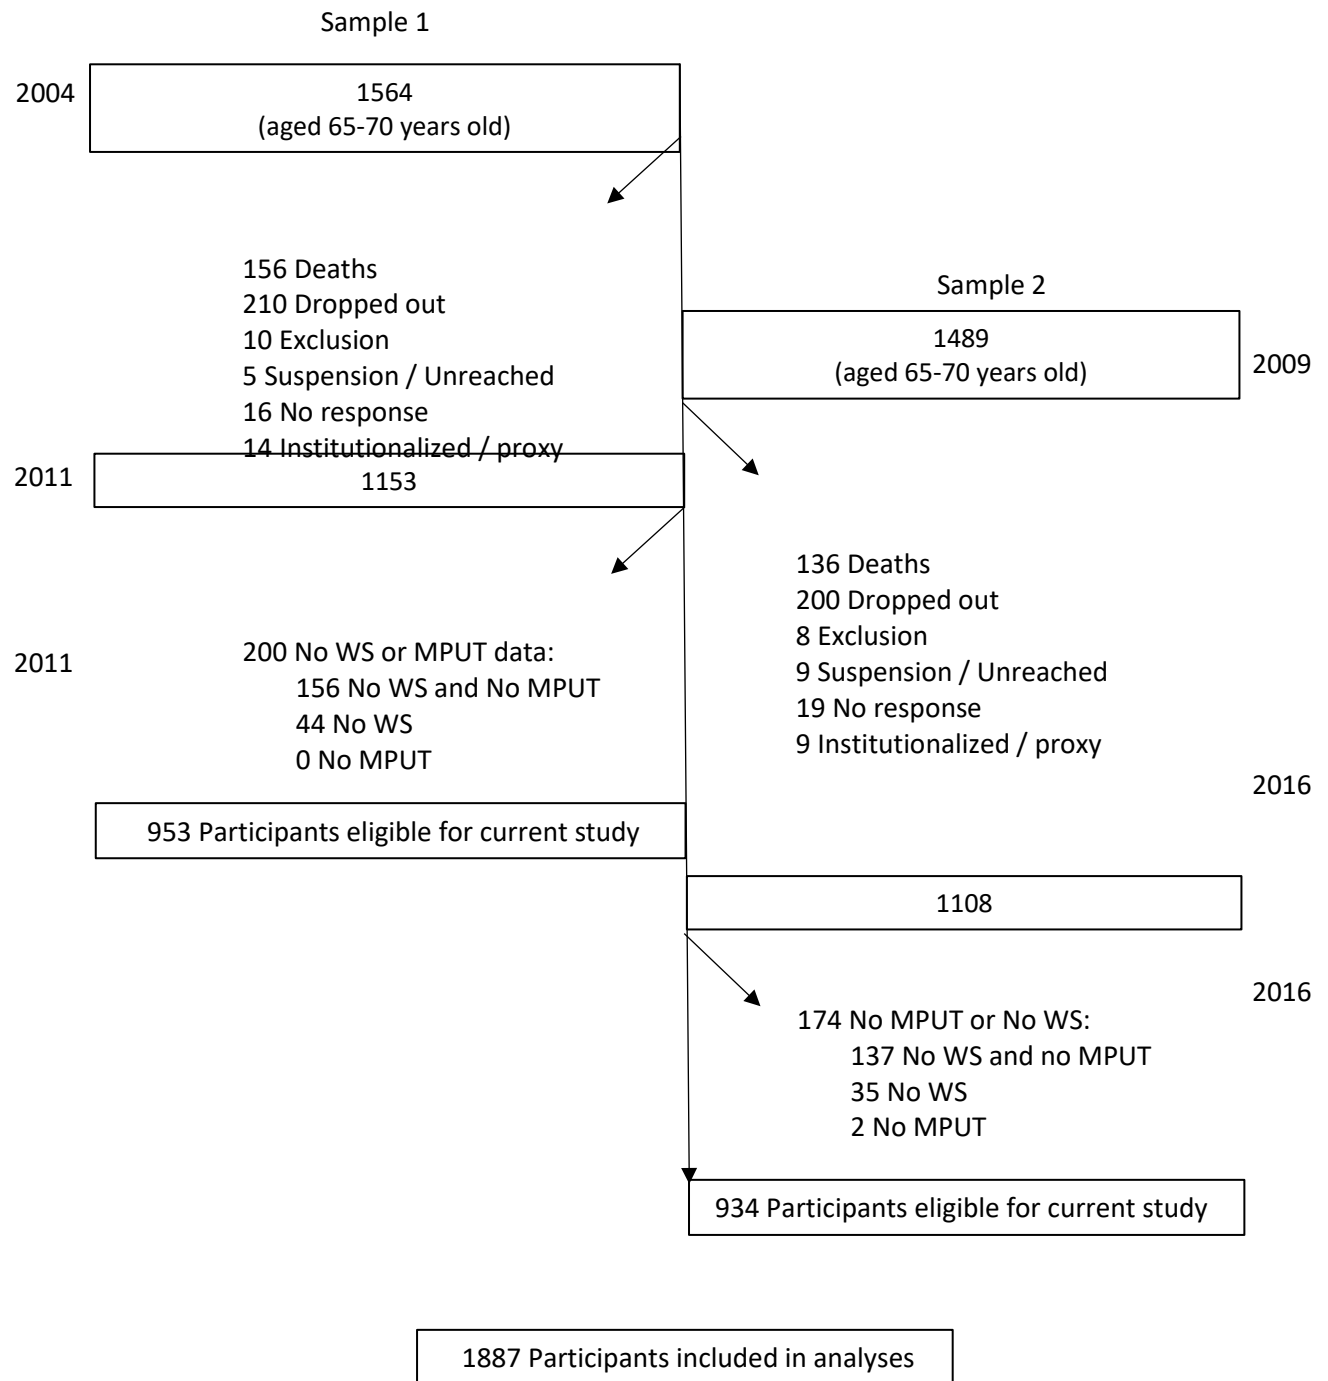 Sample 1
2004
1564
(aged 65-70 years old)
156 Deaths
210 Dropped out
10 Exclusion
5 Suspension / Unreached
16 No response
14 Institutionalized / proxy
Sample 2
1489
(aged 65-70 years old)
2009
2011
1153
136 Deaths
200 Dropped out
8 Exclusion
9 Suspension / Unreached
19 No response
9 Institutionalized / proxy
2011
200 No WS or MPUT data:
156 No WS and No MPUT
44 No WS
0 No MPUT
2016
953 Participants eligible for current study
1108
2016
174 No MPUT or No WS:
137 No WS and no MPUT
35 No WS
2 No MPUT
934 Participants eligible for current study
1887 Participants included in analyses